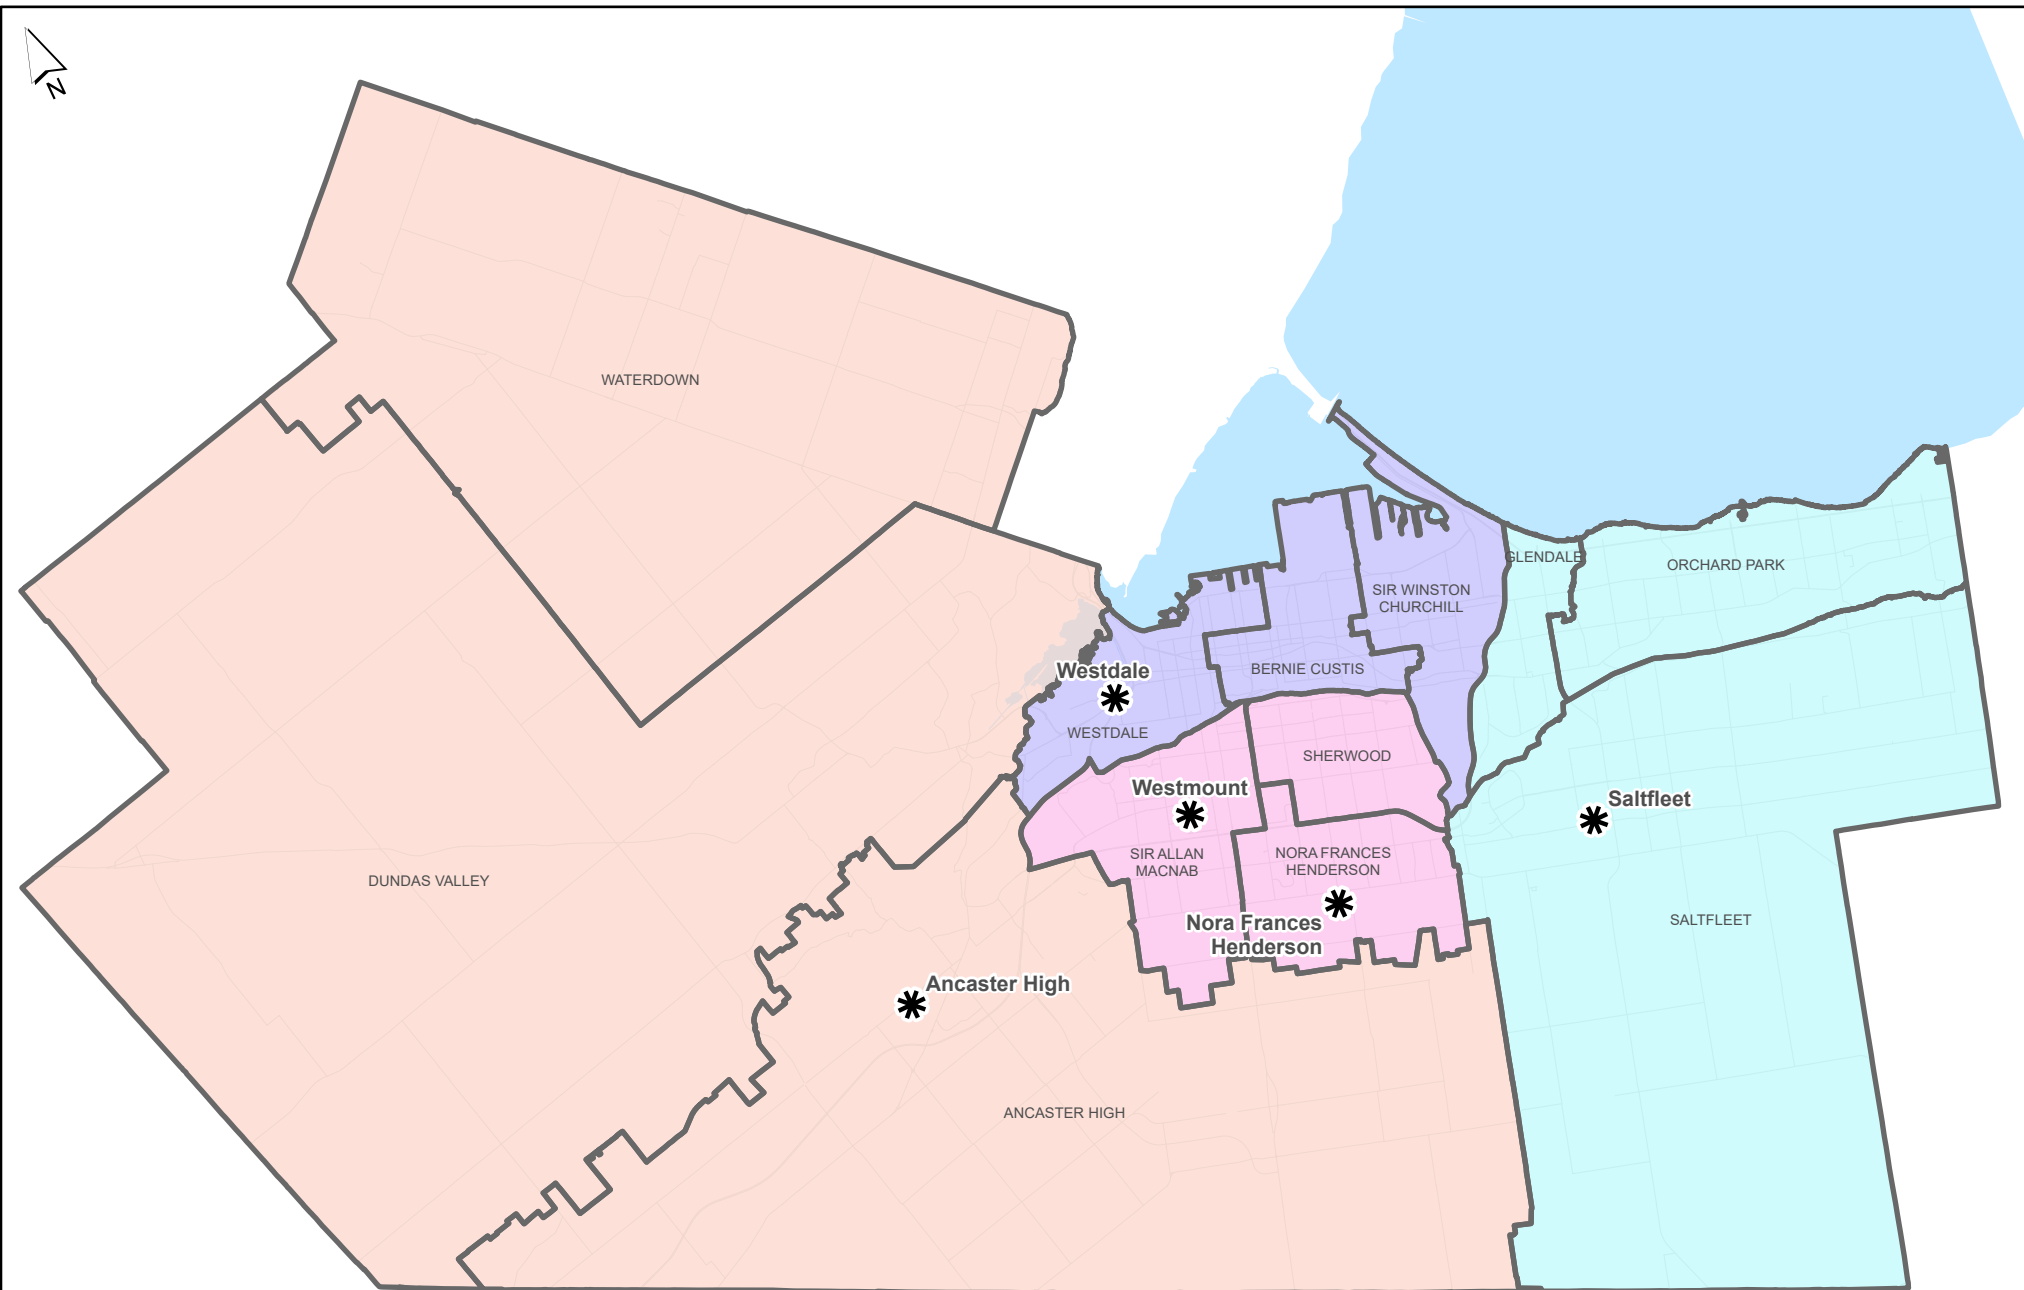 N
WATERDOWN
GLENDALE
ORCHARD PARK
SIR WINSTON
CHURCHILL
BERNIE CUSTIS
Westdale
WESTDALE
SHERWOOD
Westmount
Saltfleet
SIR ALLAN
MACNAB
NORA FRANCES
HENDERSON
DUNDAS VALLEY
Nora Frances
Henderson
SALTFLEET
Ancaster High
ANCASTER HIGH